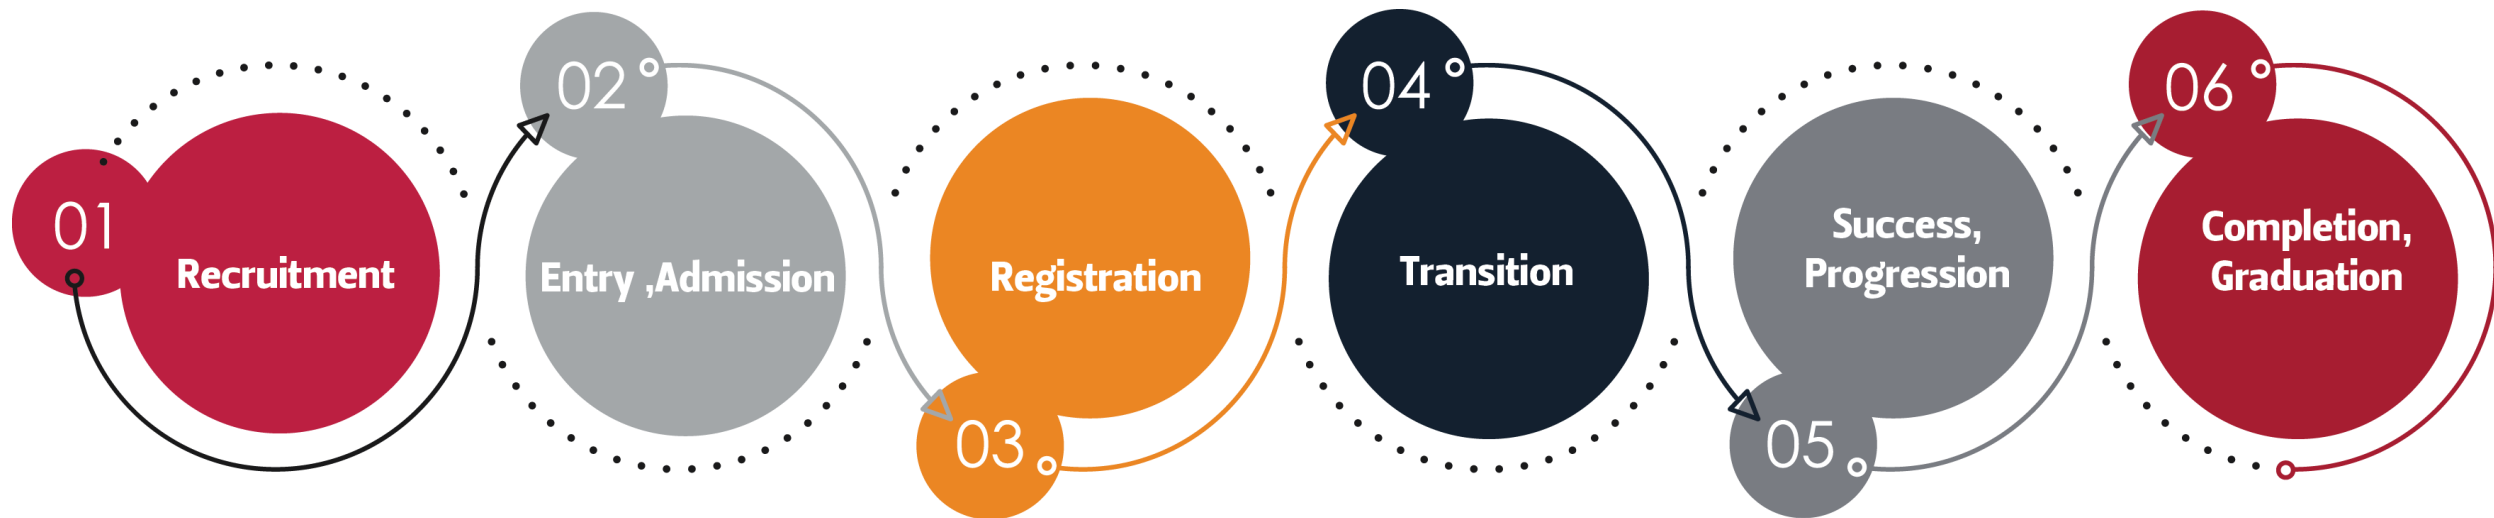 01
Recruitment
02
Entry ,Admission
03
Registration
04
Transition
05
Success,
Progression
06
Completion,
Graduation